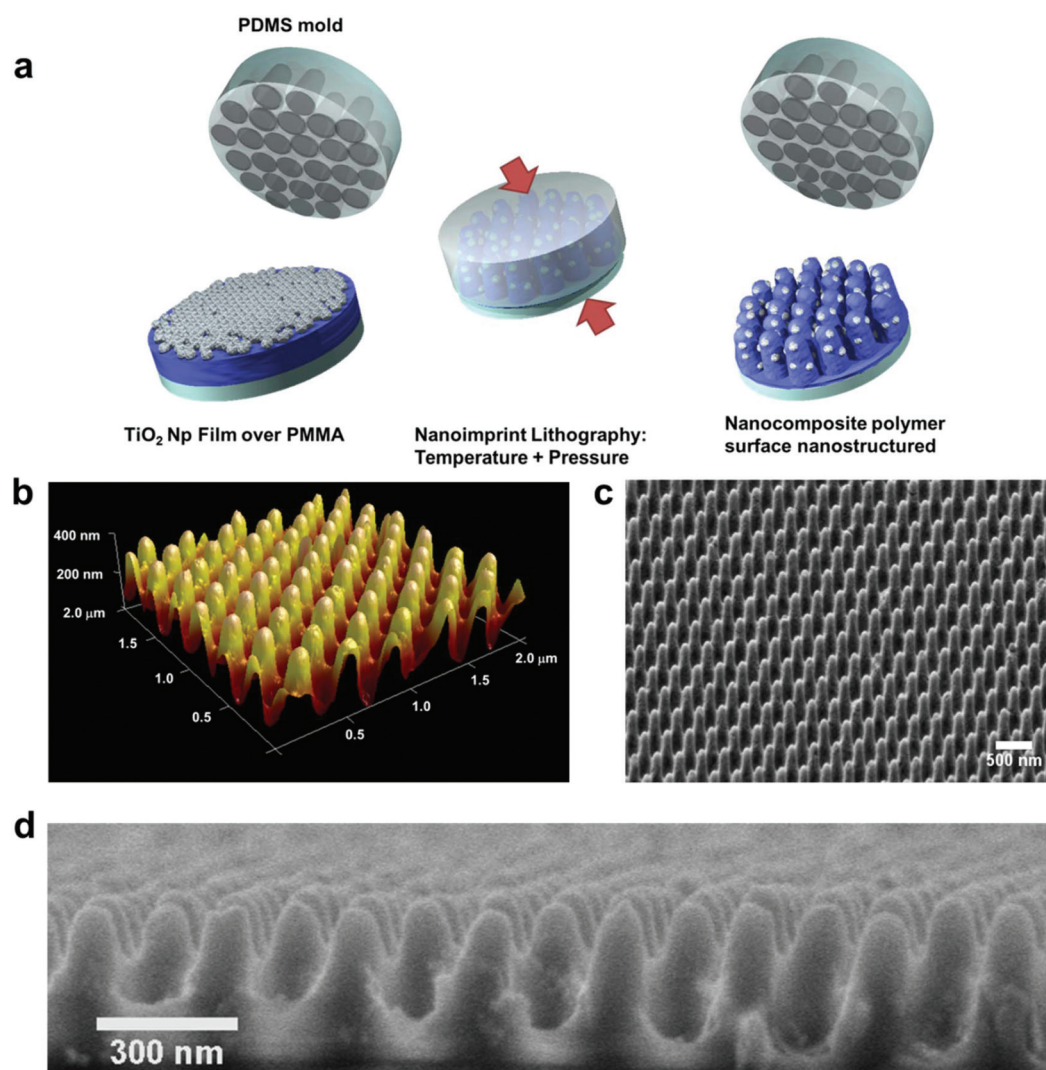 PDMS mold
a
TiO₂ Np Film over PMMA
Nanoimprint Lithography:
Temperature + Pressure
Nanocomposite polymer
surface nanostructured
b
400 nm
200 nm
2.0 μm
1.5
1.0
0.5
0.5
1.0
1.5
2.0 μm
c
500 nm
d
300 nm